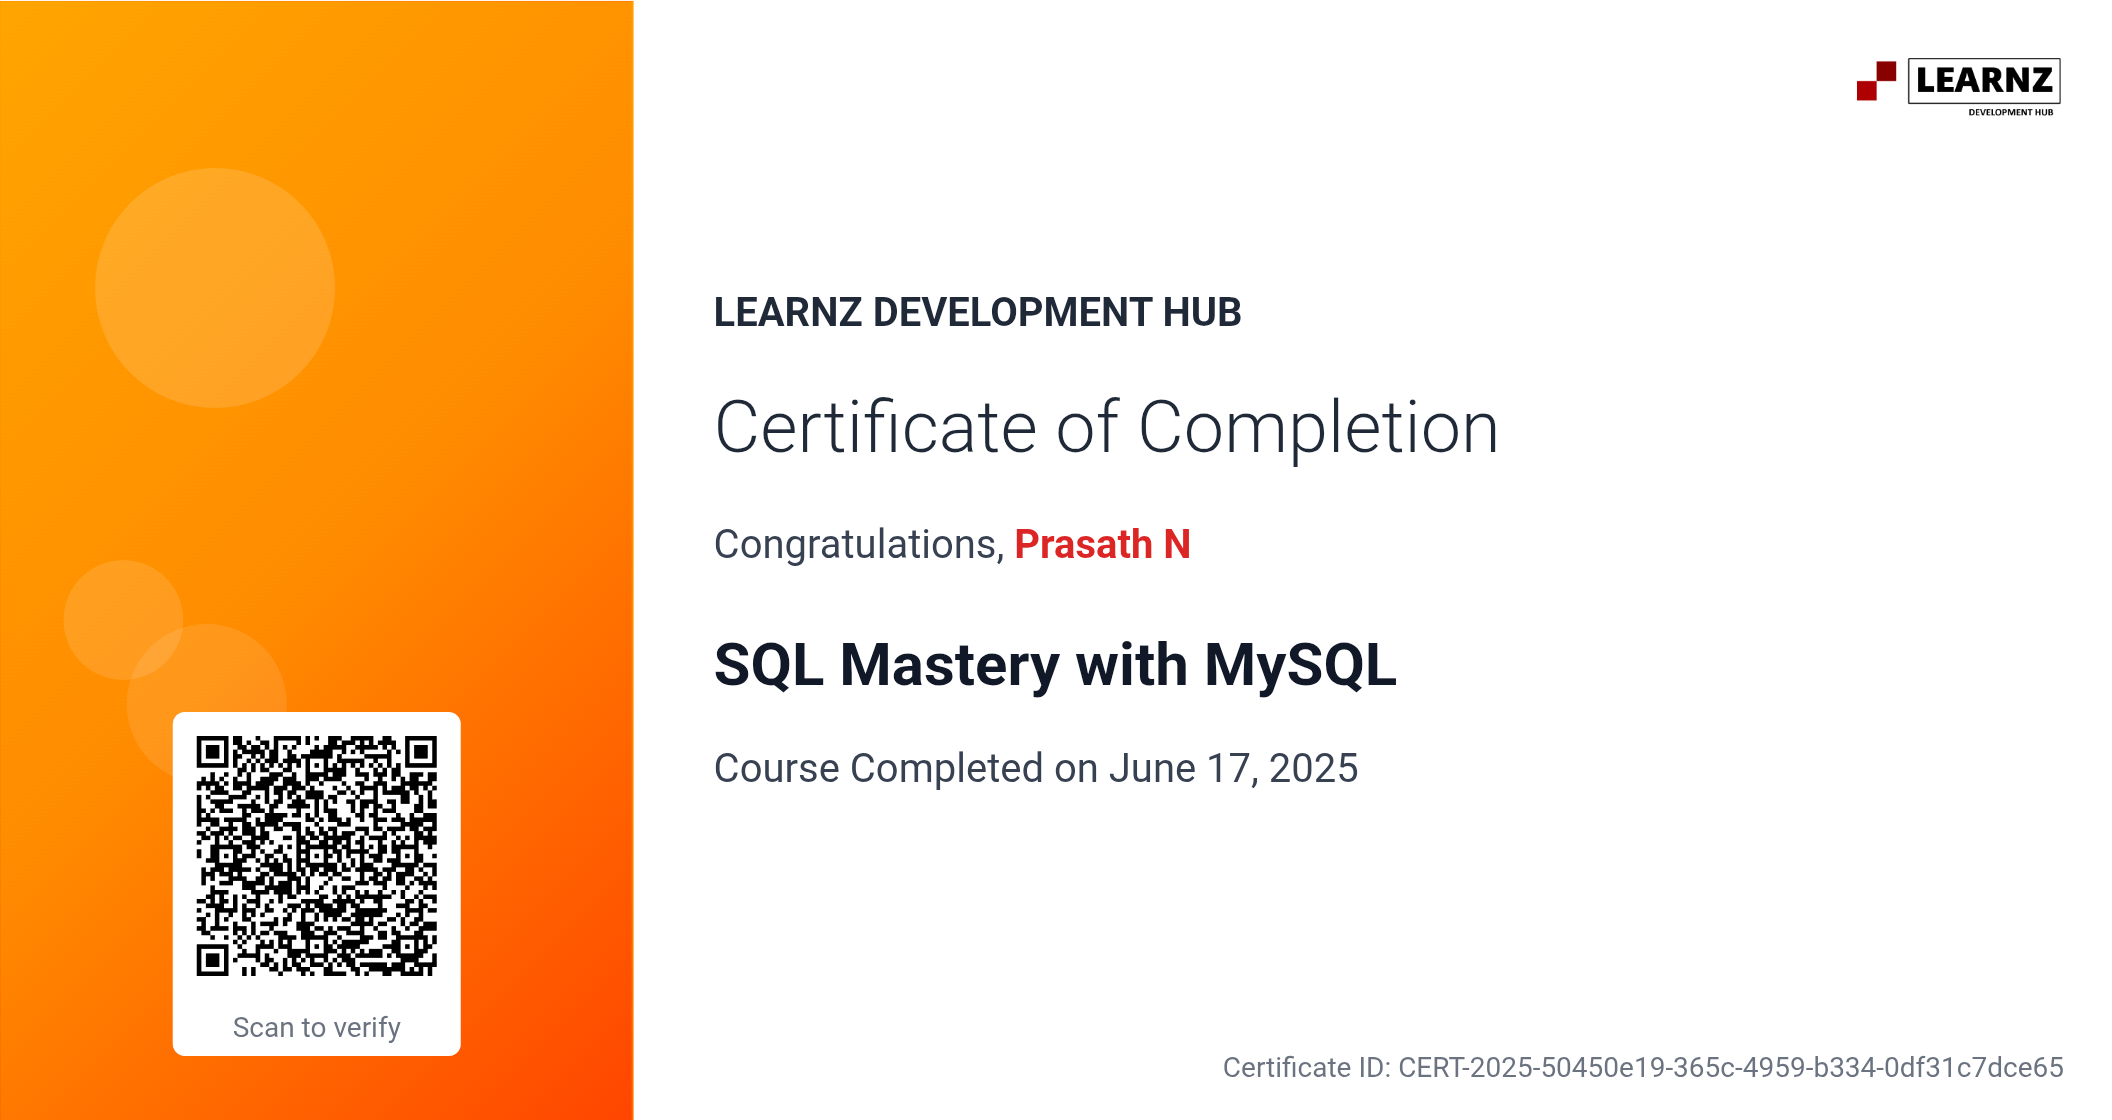 LEARNZ
DEVELOPMENT HUB
LEARNZ DEVELOPMENT HUB
Certificate of Completion
Congratulations, Prasath N
SQL Mastery with MySQL
Course Completed on June 17, 2025
Scan to verify
Certificate ID: CERT-2025-50450e19-365c-4959-b334-0df31c7dce65